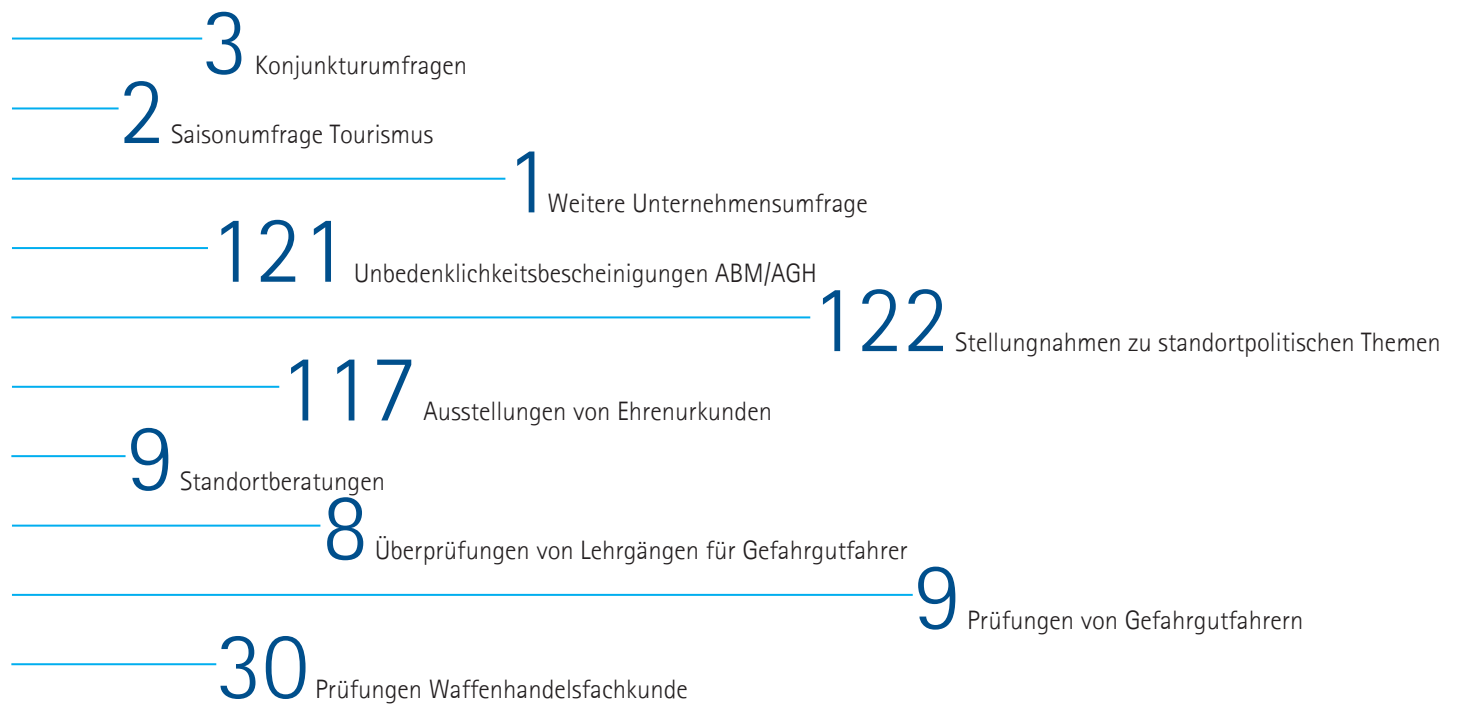 3 Konjunkturumfragen
2 Saisonumfrage Tourismus
1 Weitere Unternehmensumfrage
121 Unbedenklichkeitsbescheinigungen ABM/AGH
122 Stellungnahmen zu standortpolitischen Themen
117 Ausstellungen von Ehrenurkunden
9 Standortberatungen
8 Überprüfungen von Lehrgängen für Gefahrgutfahrer
9 Prüfungen von Gefahrgutfahrern
30 Prüfungen Waffenhandelsfachkunde